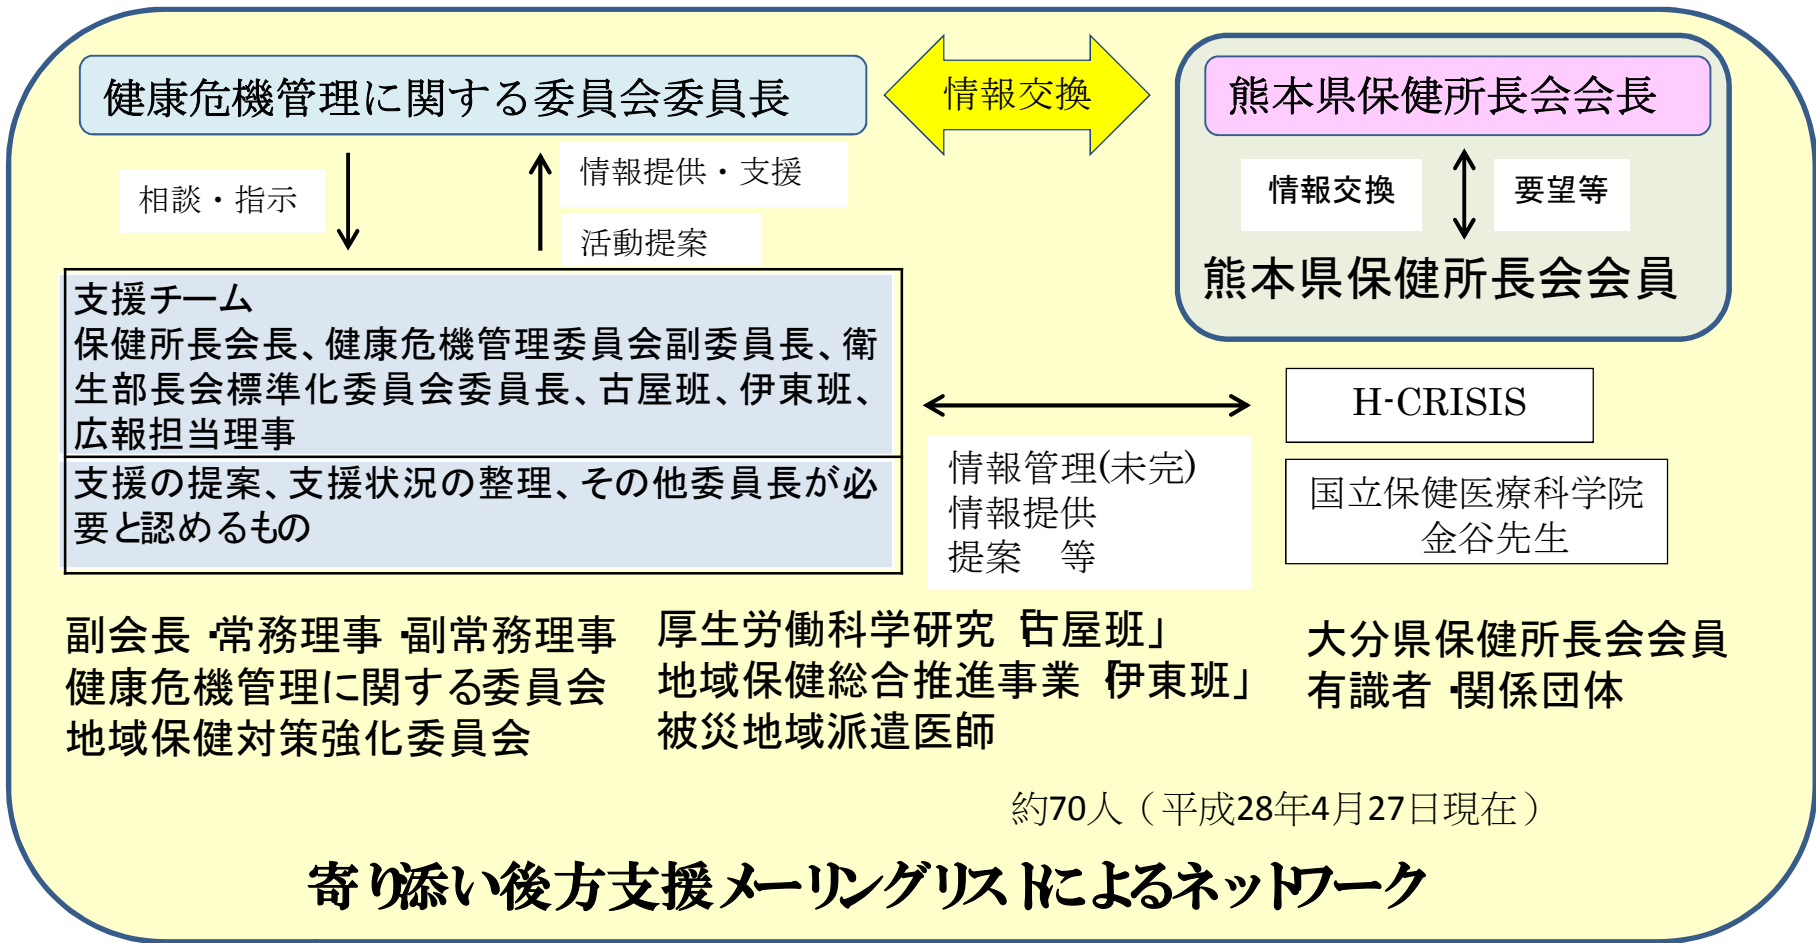 健康危機管理に関する委員会委員長
情報交換
熊本県保健所長会会長
相談・指示
情報提供・支援
活動提案
情報交換
要望等
熊本県保健所長会会員
支援チーム
保健所長会長、健康危機管理委員会副委員長、衛
生部長会標準化委員会委員長、古屋班、伊東班、
広報担当理事
支援の提案、支援状況の整理、その他委員長が必
要と認めるもの
情報管理(未完)
情報提供
提案　等
H-CRISIS
国立保健医療科学院
金谷先生
副会長・常務理事・副常務理事
健康危機管理に関する委員会
地域保健対策強化委員会
厚生労働科学研究「古屋班」
地域保健総合推進事業「伊東班」
被災地域派遣医師
大分県保健所長会会員
有識者・関係団体
約70人（平成28年4月27日現在）
寄り添い後方支援メーリングリストによるネットワーク